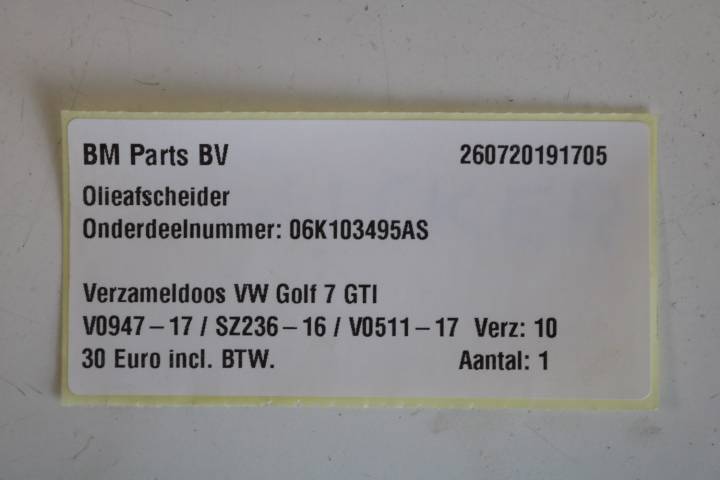 BM Parts BV 260720191705
Olieafscheider
Onderdeelnummer: 06K103495AS
Verzameldoos VW Golf 7 GTI
V0947-17 / SZ236-16 / V0511-17 Verz: 10
30 Euro incl. BTW. Aantal: 1